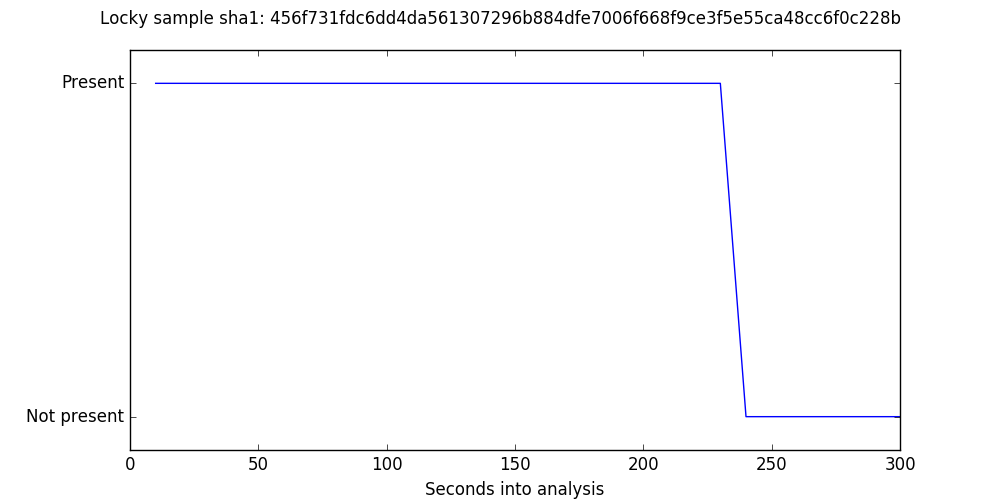 Locky sample sha1: 456f731fdc6dd4da561307296b884dfe7006f668f9ce3f5e55ca48cc6f0c228b
Present
Not present
0 50 100 150 200 250 300
Seconds into analysis